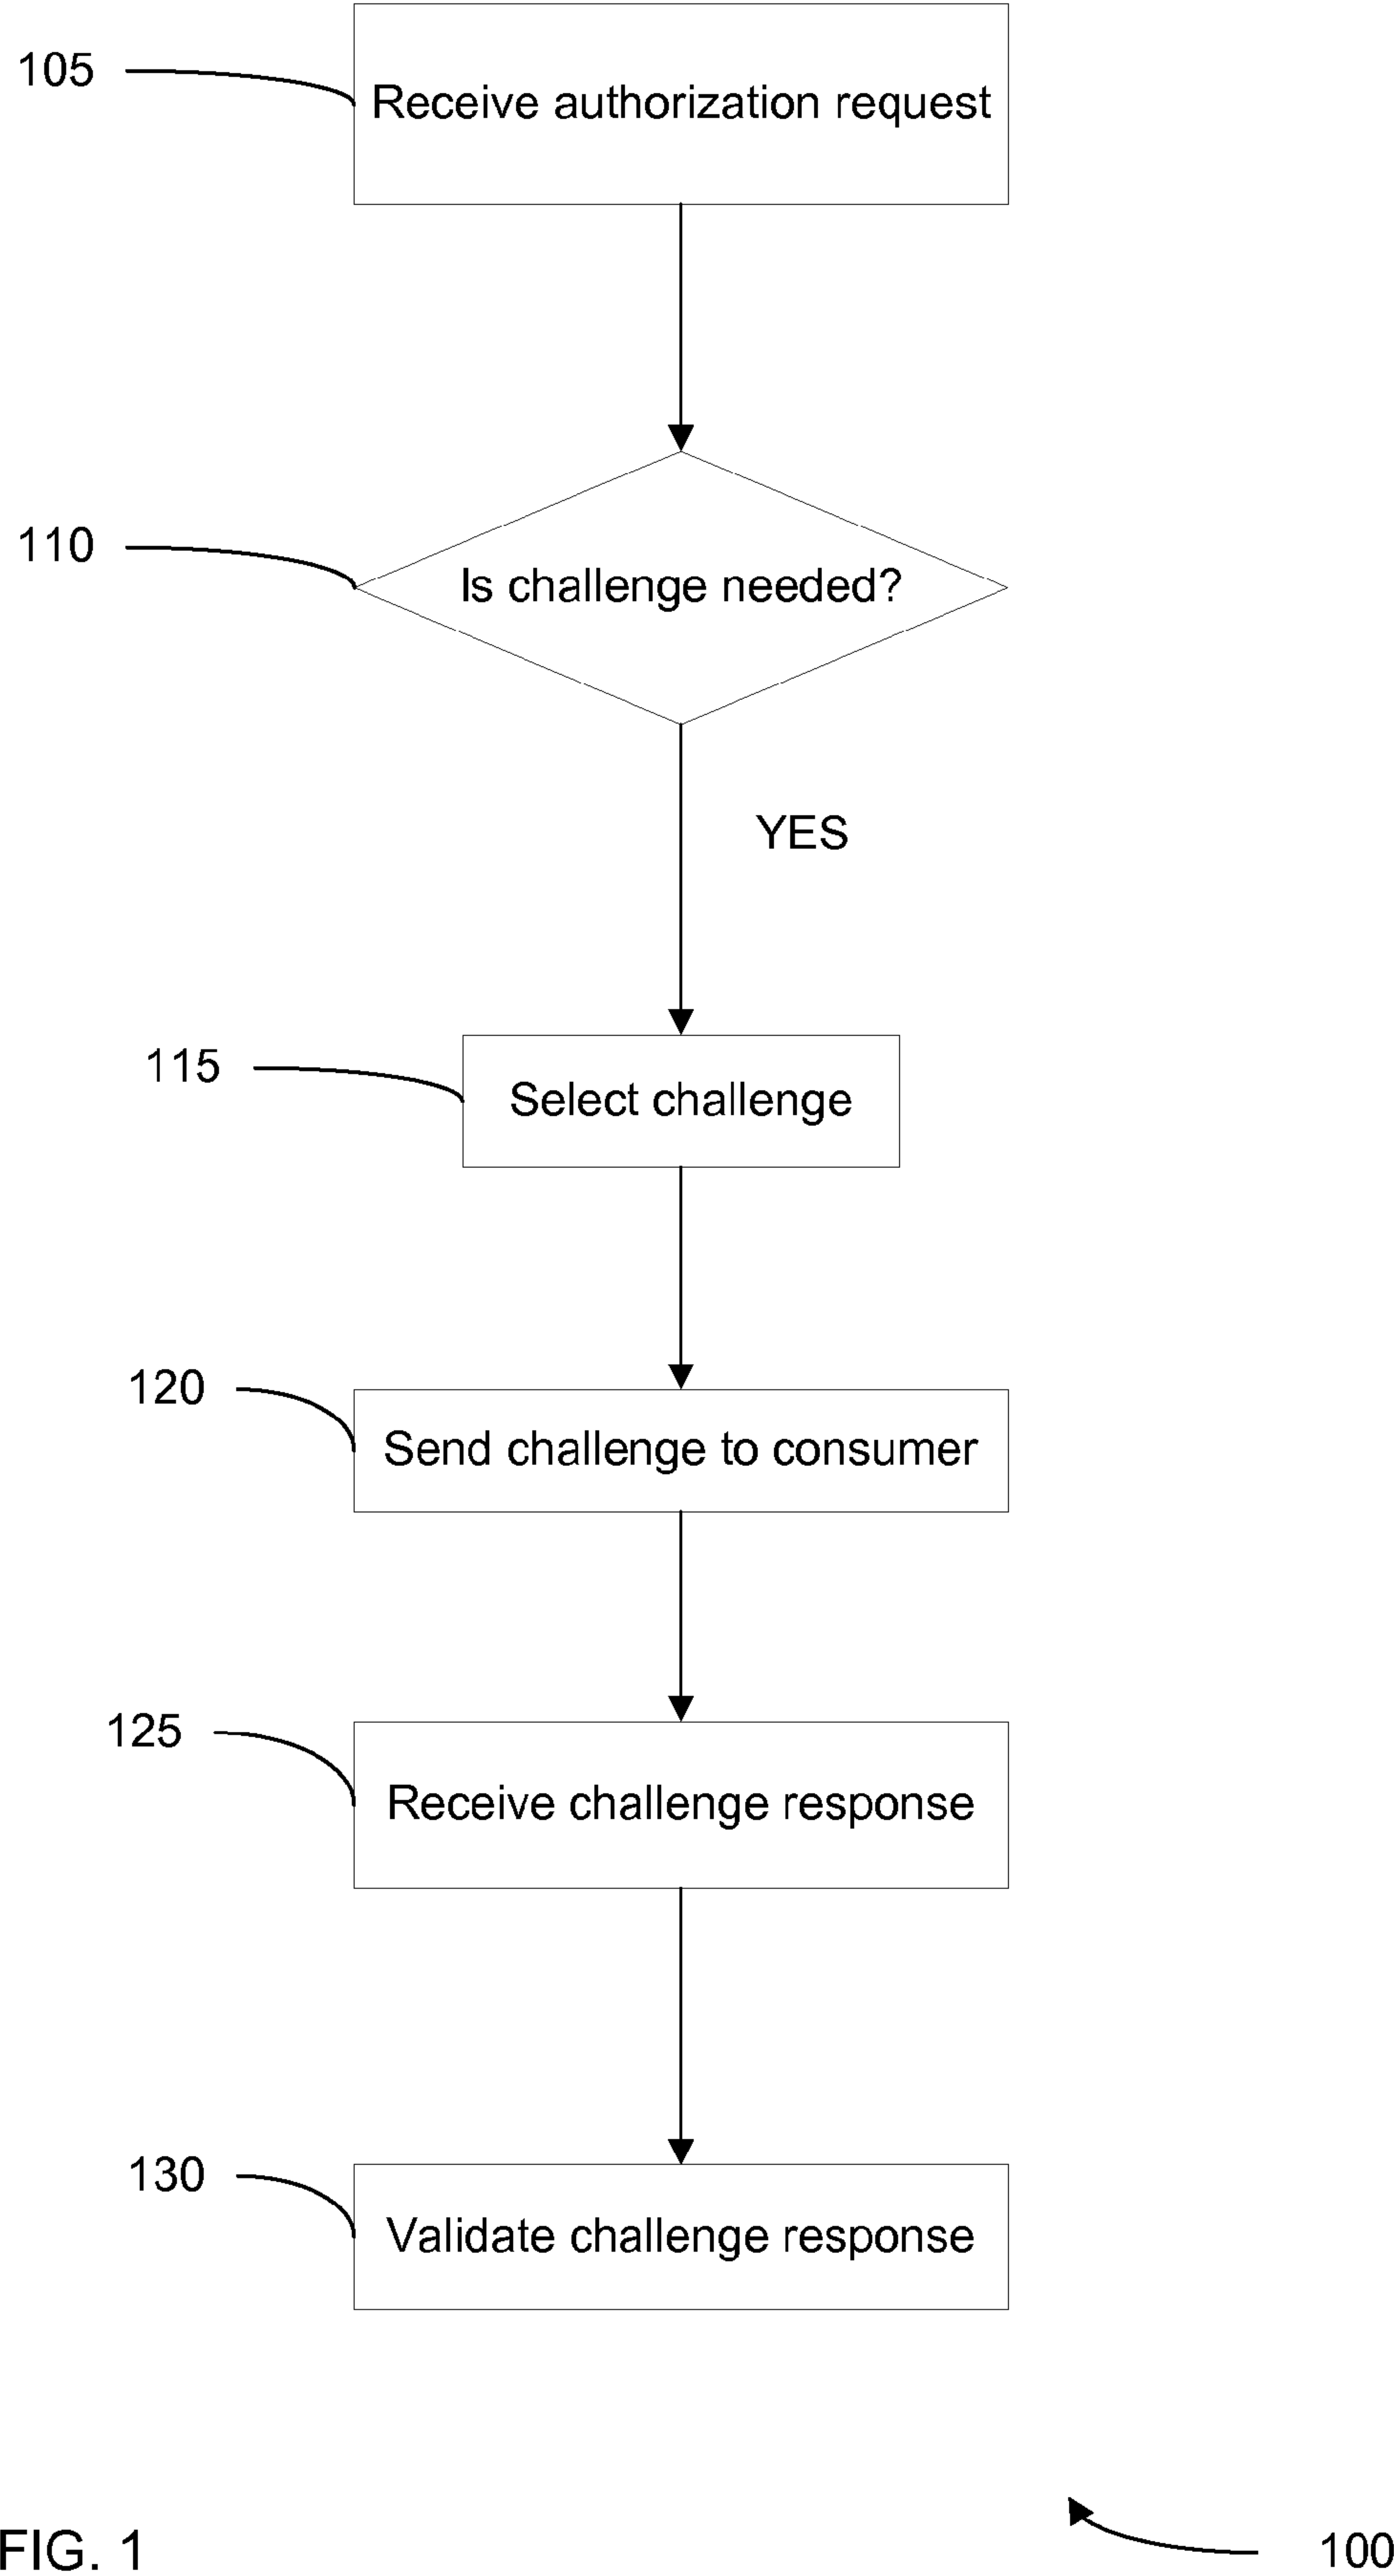 105
Receive authorization request
110
Is challenge needed?
YES
115
Select challenge
120
Send challenge to consumer
125
Receive challenge response
130
Validate challenge response
FIG. 1
100